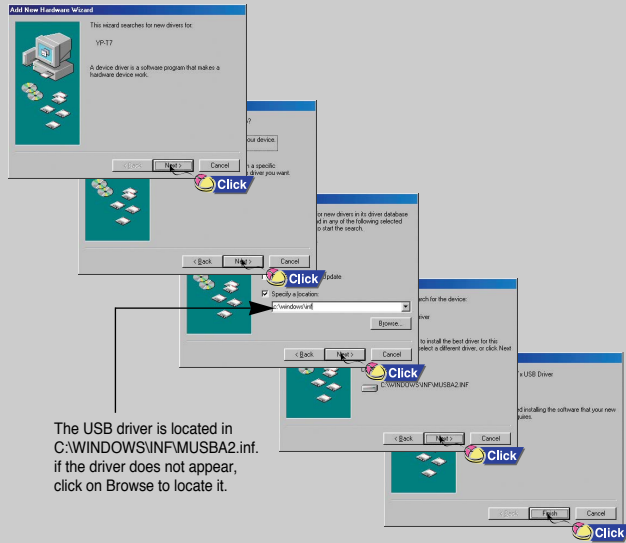 Add New Hardware Wizard
This wizard searches for new drivers for:
YP-T7
A device driver is a software program that makes a
hardware device work.
< Back
Next >
Cancel
Click
?
our device.
n a specific
driver you want.
< Back
Next >
Cancel
Click
or new drivers in its driver database
d in any of the following selected
o start the search.
pdate
Specify a location:
c:\windows\inf
Browse...
< Back
Next >
Cancel
Click
rch for the device:
iver
to install the best driver for this
elect a different driver, or click Next
C:\WINDOWS\INF\MUSBA2.INF
< Back
Next >
Cancel
Click
USB Driver
d installing the software that your new
quires.
< Back
Finish
Cancel
Click
The USB driver is located in
C:\WINDOWS\INF\MUSBA2.inf.
if the driver does not appear,
click on Browse to locate it.